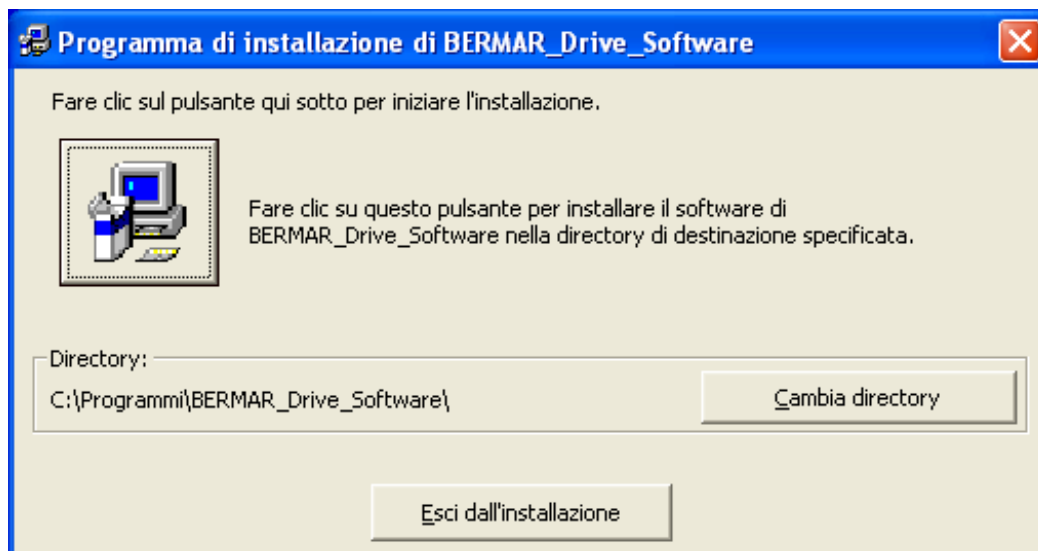 Programma di installazione di BERMAR_Drive_Software
Fare clic sul pulsante qui sotto per iniziare l'installazione.
Fare clic su questo pulsante per installare il software di
BERMAR_Drive_Software nella directory di destinazione specificata.
Directory:
C:\Programmi\BERMAR_Drive_Software\
Cambia directory
Esci dall'installazione